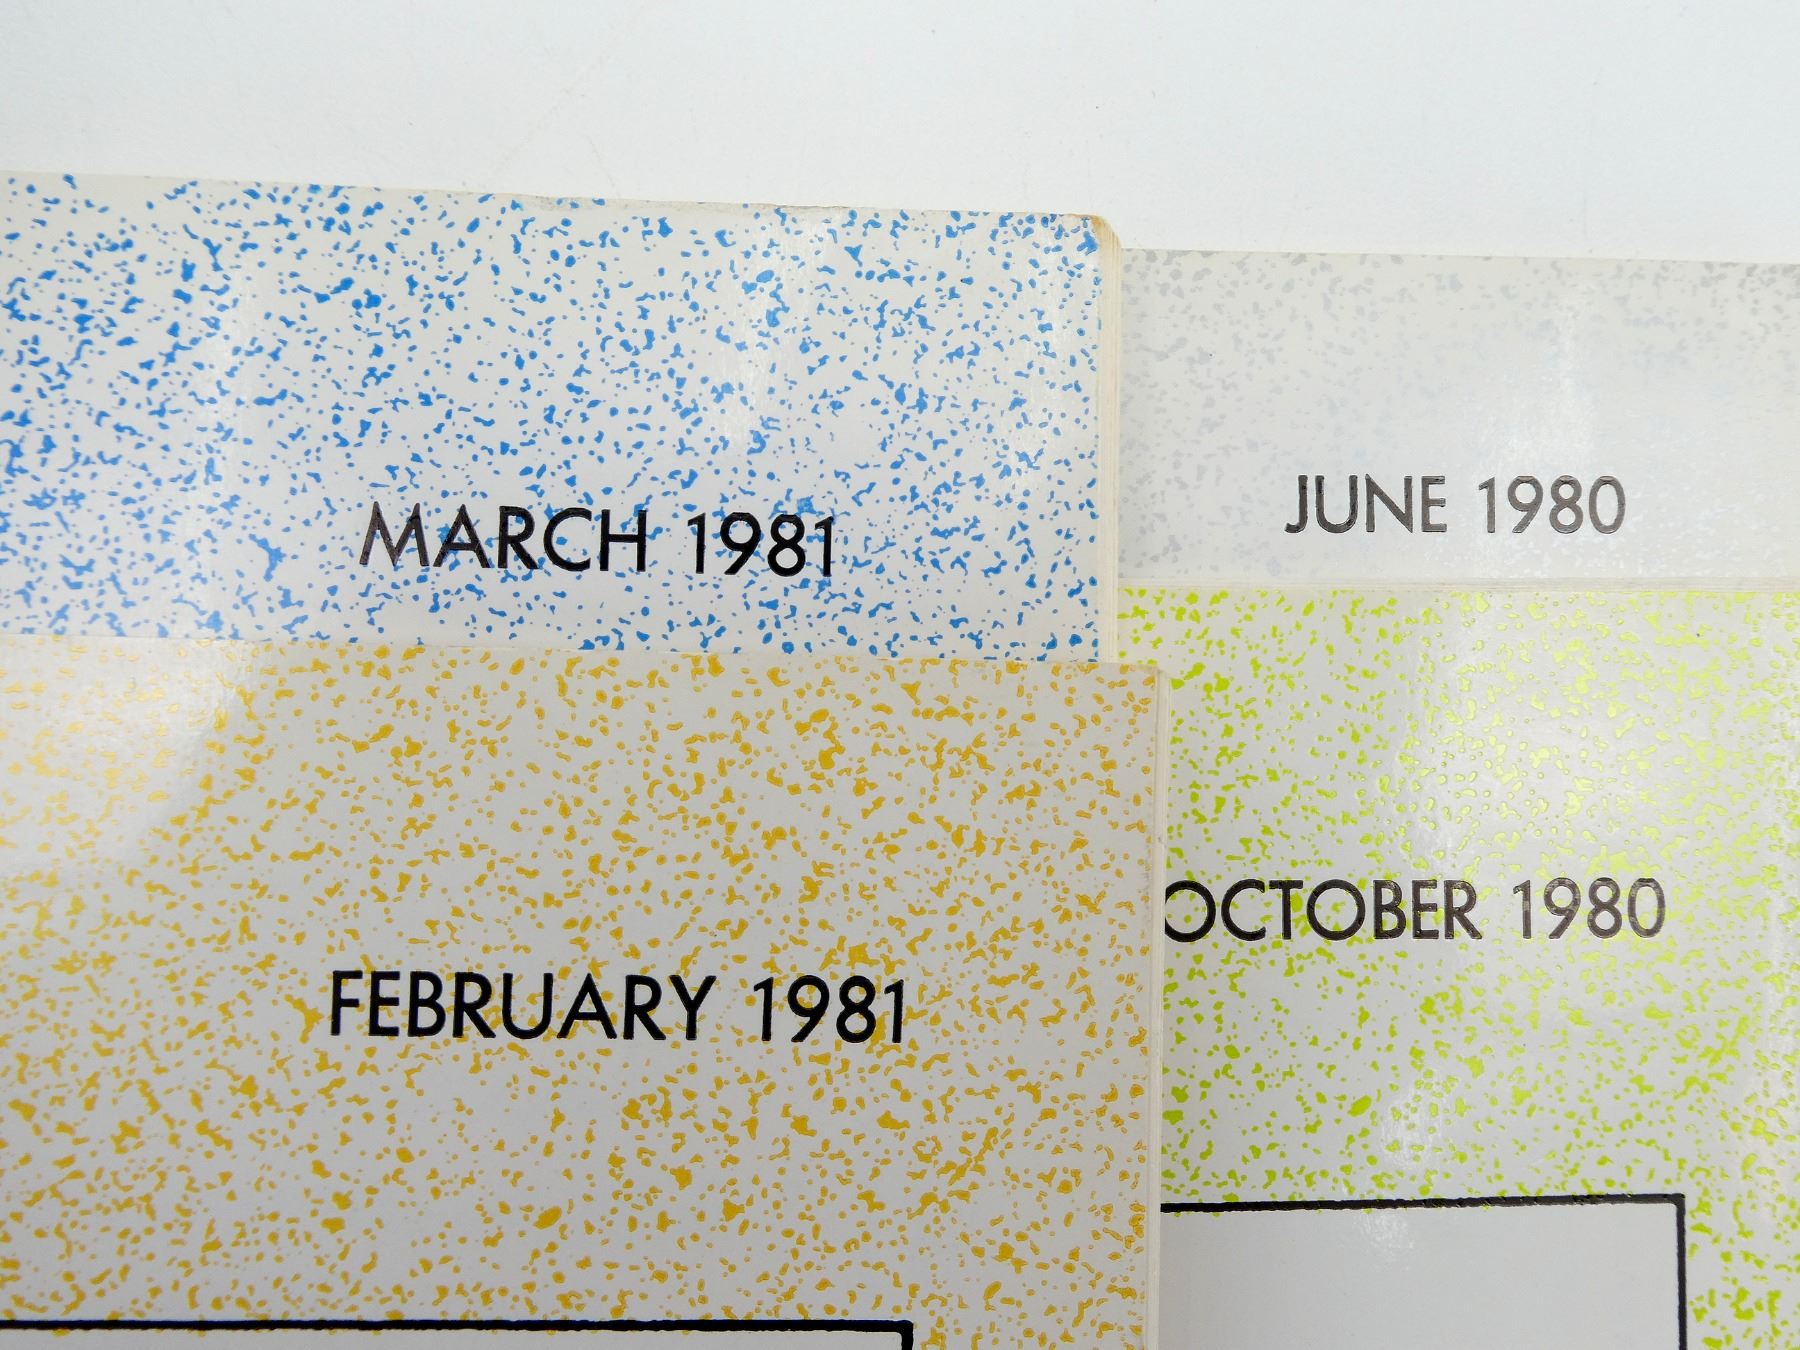 MARCH 1981
JUNE 1980
OCTOBER 1980
FEBRUARY 1981